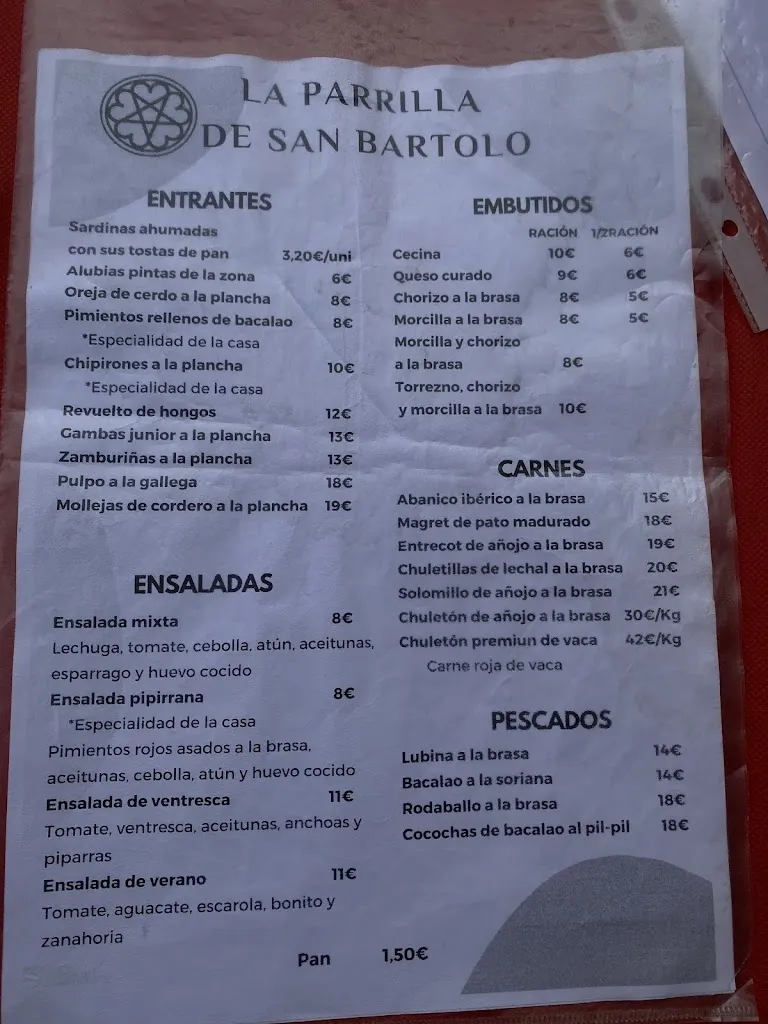 LA PARRILLA
DE SAN BARTOLO
ENTRANTES
Sardinas ahumadas
con sus tostas de pan 3,20€/uni
Alubias pintas de la zona 6€
Oreja de cerdo a la plancha 8€
Pimientos rellenos de bacalao 8€
*Especialidad de la casa
Chipirones a la plancha 10€
*Especialidad de la casa
Revuelto de hongos 12€
Gambas junior a la plancha 13€
Zamburiñas a la plancha 13€
Pulpo a la gallega 18€
Mollejas de cordero a la plancha 19€
ENSALADAS
Ensalada mixta 8€
Lechuga, tomate, cebolla, atún, aceitunas,
esparrago y huevo cocido
Ensalada pipirrana 8€
*Especialidad de la casa
Pimientos rojos asados a la brasa,
aceitunas, cebolla, atún y huevo cocido
Ensalada de ventresca 11€
Tomate, ventresca, aceitunas, anchoas y
piparras
Ensalada de verano 11€
Tomate, aguacate, escarola, bonito y
zanahoria
EMBUTIDOS
RACIÓN 1/2RACIÓN
Cecina 10€ 6€
Queso curado 9€ 6€
Chorizo a la brasa 8€ 5€
Morcilla a la brasa 8€ 5€
Morcilla y chorizo
a la brasa 8€
Torrezno, chorizo
y morcilla a la brasa 10€
CARNES
Abanico ibérico a la brasa 15€
Magret de pato madurado 18€
Entrecot de añojo a la brasa 19€
Chuletillas de lechal a la brasa 20€
Solomillo de añojo a la brasa 21€
Chuletón de añojo a la brasa 30€/Kg
Chuletón premiun de vaca 42€/Kg
Carne roja de vaca
PESCADOS
Lubina a la brasa 14€
Bacalao a la soriana 14€
Rodaballo a la brasa 18€
Cocochas de bacalao al pil-pil 18€
Pan 1,50€